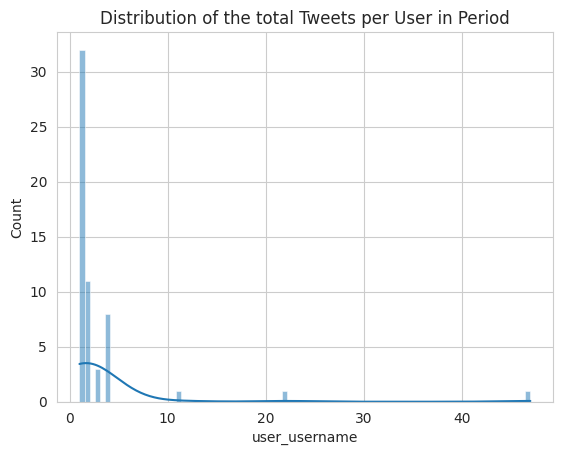 Distribution of the total Tweets per User in Period
Count
30
25
20
15
10
5
0
0 10 20 30 40
user_username